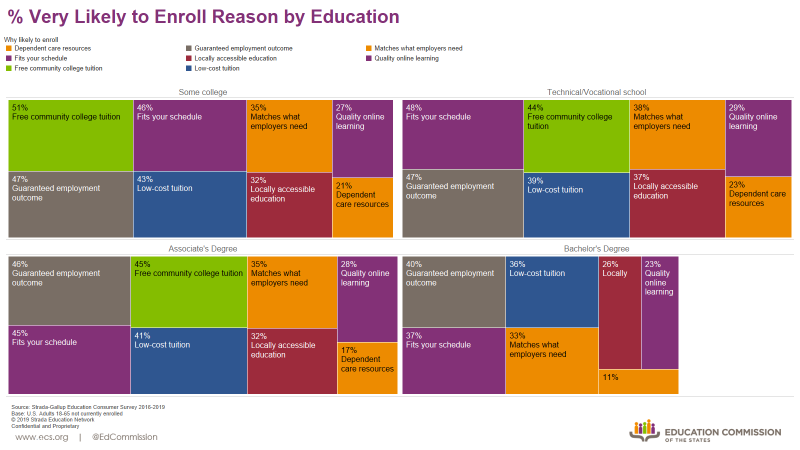 % Very Likely to Enroll Reason by Education
Why likely to enroll
Dependent care resources
Guaranteed employment outcome
Matches what employers need
Fits your schedule
Locally accessible education
Quality online learning
Free community college tuition
Low-cost tuition
Some college
51%
Free community college tuition
46%
Fits your schedule
35%
Matches what
employers need
27%
Quality online
learning
47%
Guaranteed employment
outcome
43%
Low-cost tuition
32%
Locally accessible
education
21%
Dependent
care resources
Technical/Vocational school
48%
Fits your schedule
44%
Free community college
tuition
38%
Matches what
employers need
29%
Quality online
learning
47%
Guaranteed employment
outcome
39%
Low-cost tuition
37%
Locally accessible
education
23%
Dependent
care resources
Associate's Degree
46%
Guaranteed employment
outcome
45%
Free community college tuition
35%
Matches what
employers need
28%
Quality online
learning
45%
Fits your schedule
41%
Low-cost tuition
32%
Locally accessible
education
17%
Dependent
care resources
Bachelor's Degree
40%
Guaranteed employment
outcome
36%
Low-cost tuition
26%
Locally
23%
Quality
online
learning
37%
Fits your schedule
33%
Matches what
employers need
11%
Source: Strada-Gallup Education Consumer Survey 2016-2019
Base: U.S. Adults 18-65 not currently enrolled
© 2019 Strada Education Network
Confidential and Proprietary
www.ecs.org | @EdCommission
EDUCATION COMMISSION
OF THE STATES